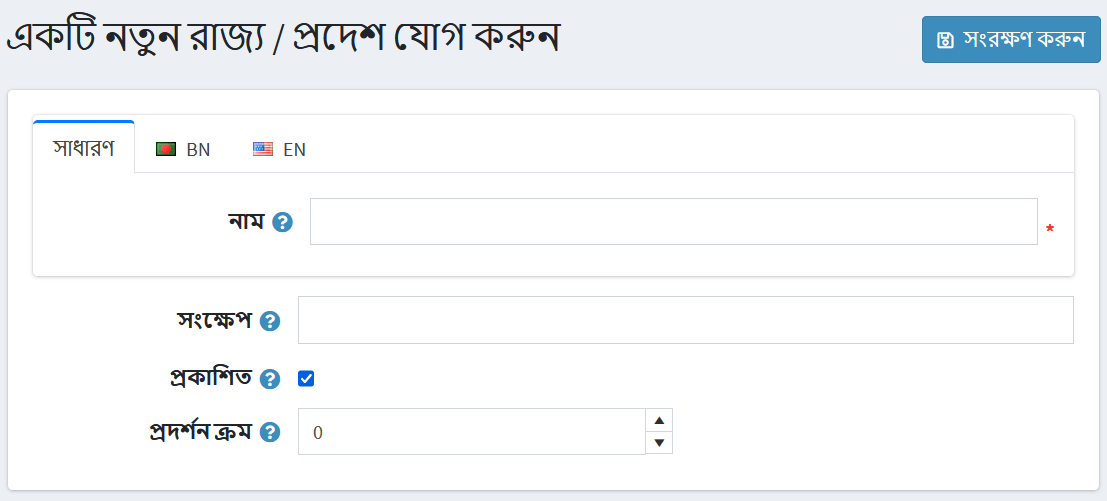 একটি নতুন রাজ্য / প্রদেশ যোগ করুন
সংরক্ষণ করুন
সাধারণ BN EN
নাম ? *
সংক্ষেপ ?
প্রকাশিত ?
প্রদর্শন ক্রম ? 0